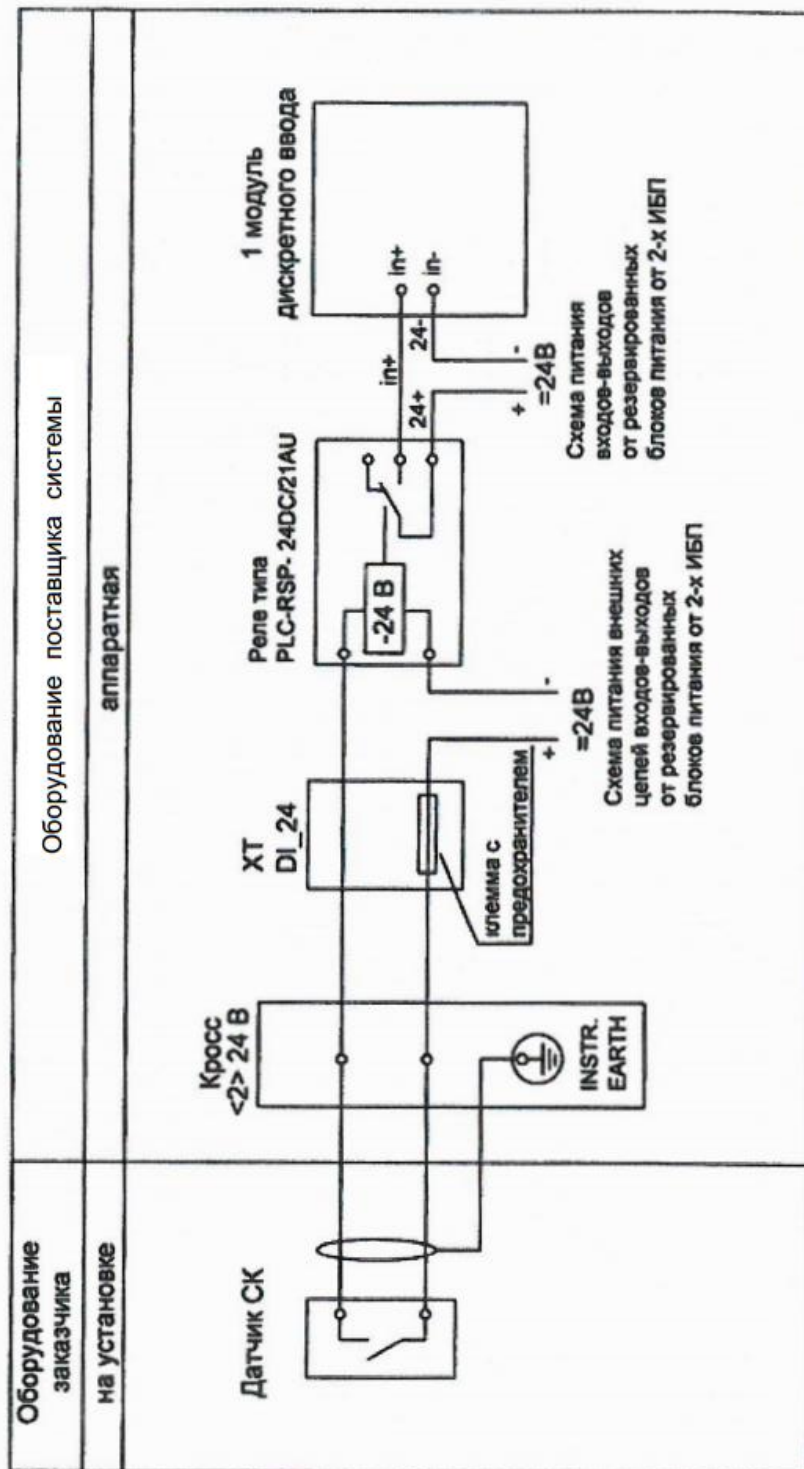 Оборудование
заказчика
Оборудование поставщика системы
на установке
аппаратная
Датчик СК
Кросс
<2> 24 В
INSTR.
EARTH
XT
DI_24
клемма с
предохранителем
Реле типа
PLC-RSP- 24DC/21AU
-24 В
+
-
=24В
Схема питания внешних
цепей входов-выходов
от резервированных
блоков питания от 2-х ИБП
1 модуль
дискретного ввода
in+
in+
24+
24-
in-
+
-
=24В
Схема питания
входов-выходов
от резервированных
блоков питания от 2-х ИБП